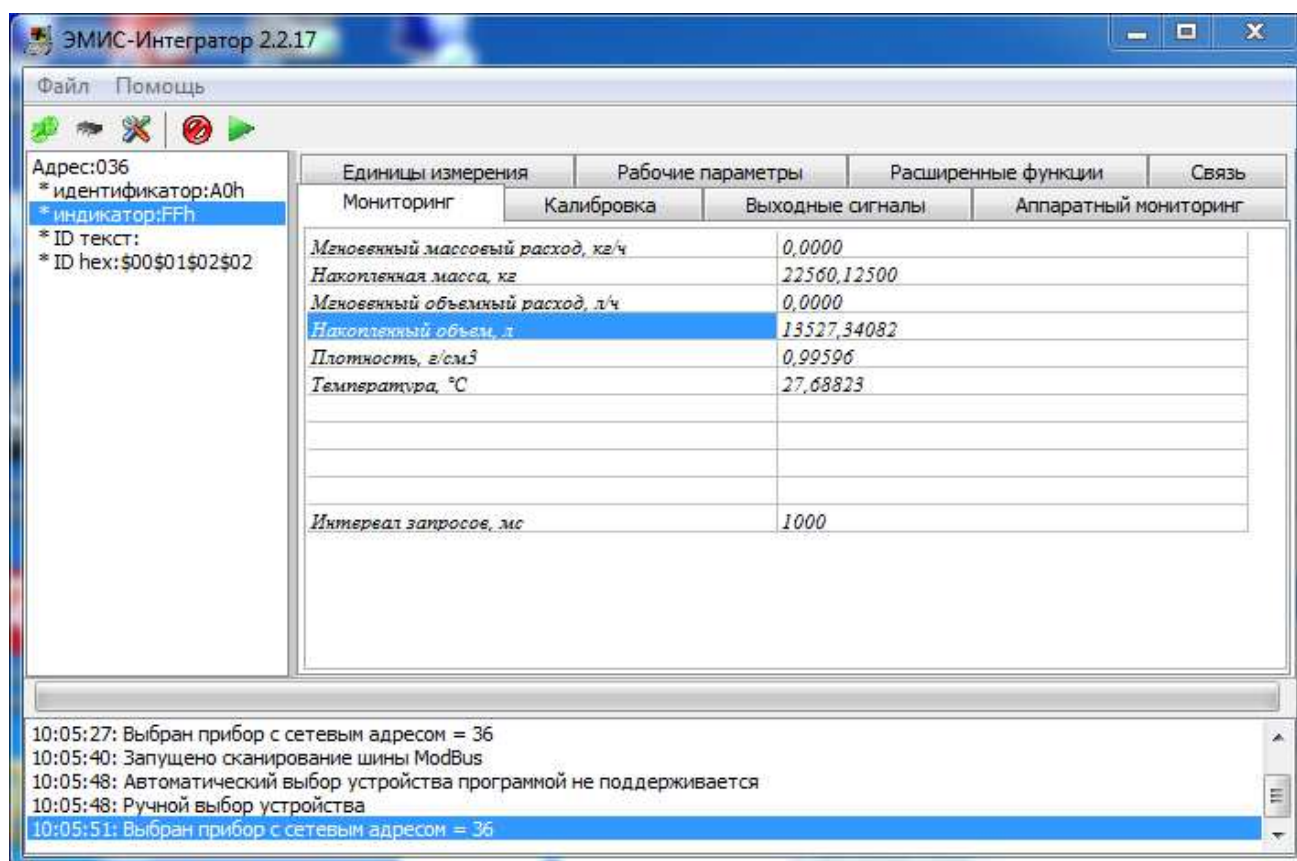 ЭМИС-Интегратор 2.2.17
Файл Помощь
Адрес:036
* идентификатор:A0h
* индикатор:FFh
* ID текст:
* ID hex:$00$01$02$02
Единицы измерения Рабочие параметры Расширенные функции Связь
Мониторинг Калибровка Выходные сигналы Аппаратный мониторинг
Мгновенный массовый расход, кг/ч 0,0000
Накопленная масса, кг 22560,12500
Мгновенный объемный расход, л/ч 0,0000
Накопленный объем, л 13527,34082
Плотность, г/см3 0,99596
Температура, °C 27,68823
Интервал запросов, мс 1000
10:05:27: Выбран прибор с сетевым адресом = 36
10:05:40: Запущено сканирование шины ModBus
10:05:48: Автоматический выбор устройства программой не поддерживается
10:05:48: Ручной выбор устройства
10:05:51: Выбран прибор с сетевым адресом = 36